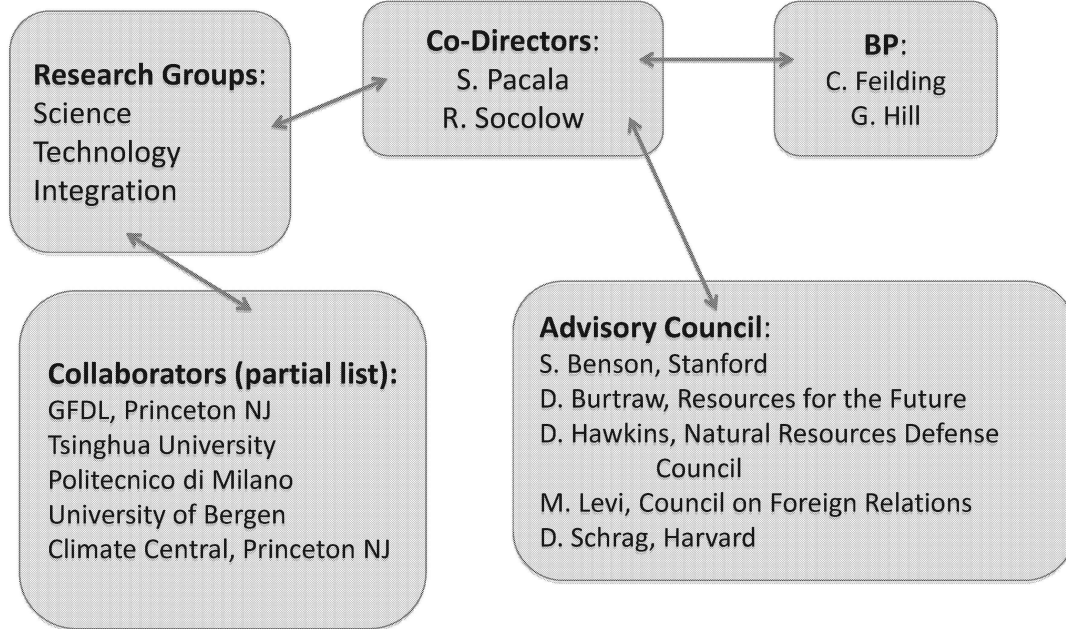 Research Groups:
Science
Technology
Integration
Co-Directors:
S. Pacala
R. Socolow
BP:
C. Feilding
G. Hill
Collaborators (partial list):
GFDL, Princeton NJ
Tsinghua University
Politecnico di Milano
University of Bergen
Climate Central, Princeton NJ
Advisory Council:
S. Benson, Stanford
D. Burtraw, Resources for the Future
D. Hawkins, Natural Resources Defense
Council
M. Levi, Council on Foreign Relations
D. Schrag, Harvard